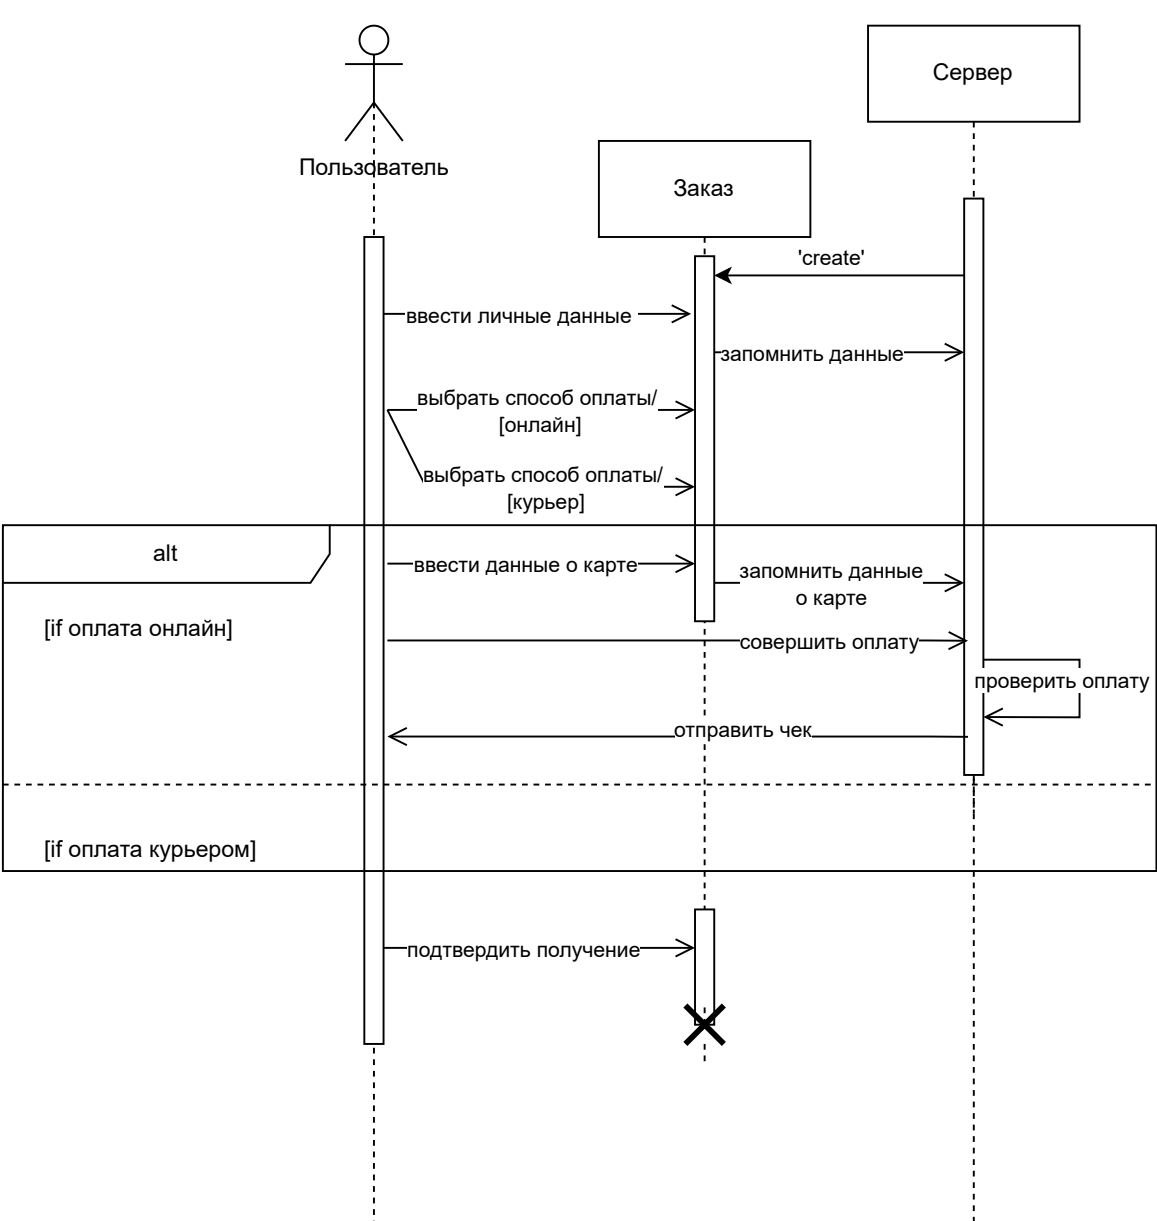 Сервер
Пользователь
Заказ
'create'
ввести личные данные
запомнить данные
выбрать способ оплаты/
[онлайн]
выбрать способ оплаты/
[курьер]
alt
ввести данные о карте
запомнить данные
о карте
[if оплата онлайн]
совершить оплату
проверить оплату
отправить чек
[if оплата курьером]
подтвердить получение